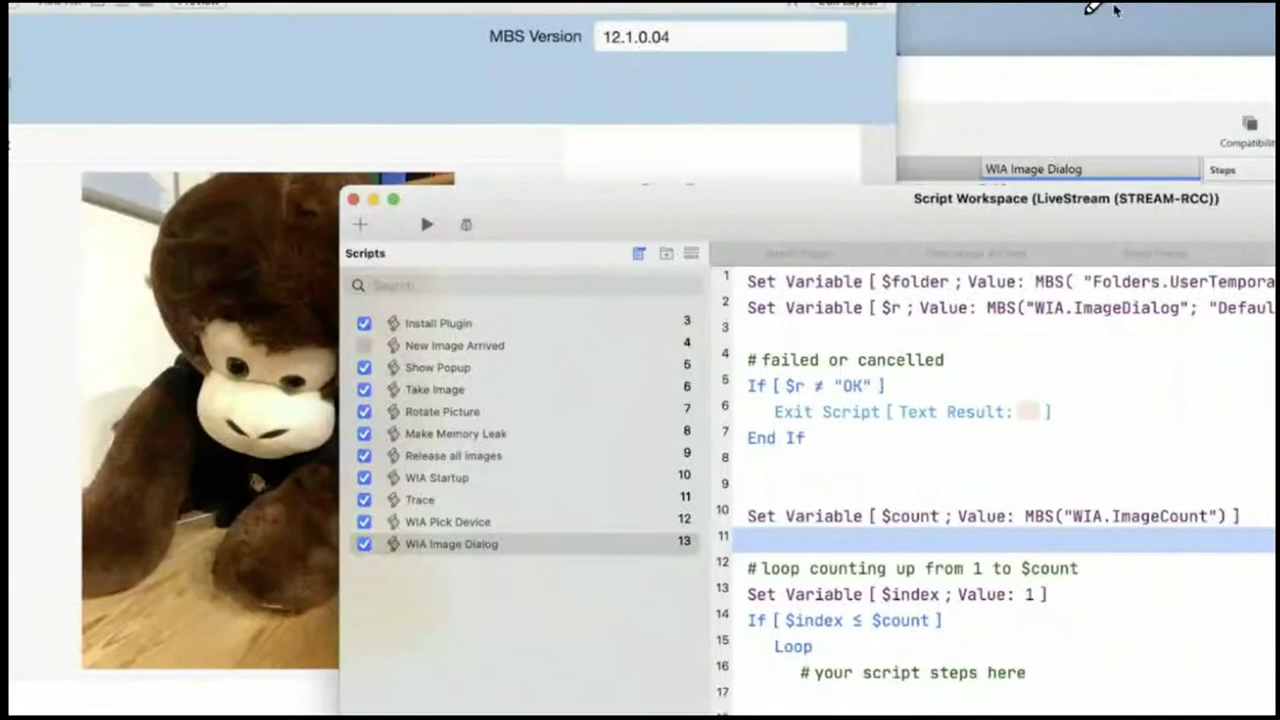 Preview
Edit Layout
MBS Version 12.1.0.04
Compatibilit
WIA Image Dialog
Steps
Script Workspace (LiveStream (STREAM-RCC))
Scripts
Search
Install Plugin 3
New Image Arrived 4
Show Popup 5
Take Image 6
Rotate Picture 7
Make Memory Leak 8
Release all images 9
WIA Startup 10
Trace 11
WIA Pick Device 12
WIA Image Dialog 13
1 Set Variable [ $folder ; Value: MBS( "Folders.UserTempora
2 Set Variable [ $r ; Value: MBS("WIA.ImageDialog"; "Defaul
3
4 # failed or cancelled
5 If [ $r ≠ "OK" ]
6 Exit Script [ Text Result: ]
7 End If
8
9
10 Set Variable [ $count ; Value: MBS("WIA.ImageCount") ]
11
12 # loop counting up from 1 to $count
13 Set Variable [ $index ; Value: 1 ]
14 If [ $index ≤ $count ]
15 Loop
16 # your script steps here
17